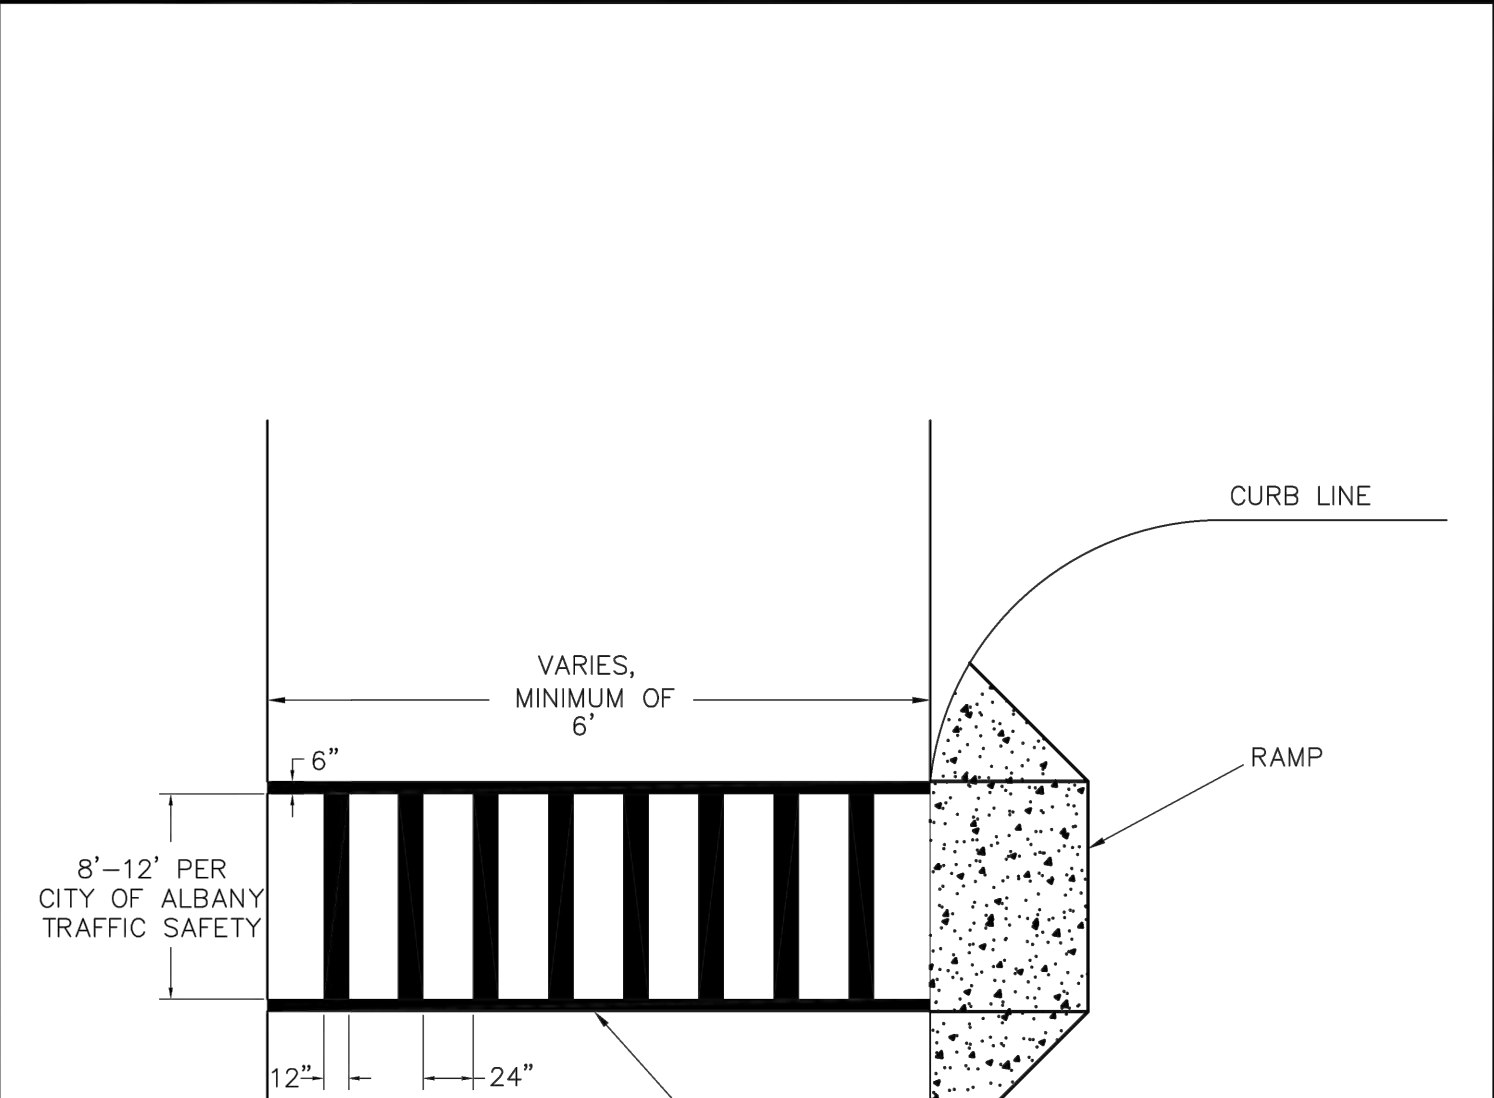 CURB LINE
VARIES,
MINIMUM OF
6'
6”
RAMP
8'–12' PER
CITY OF ALBANY
TRAFFIC SAFETY
12”
24”